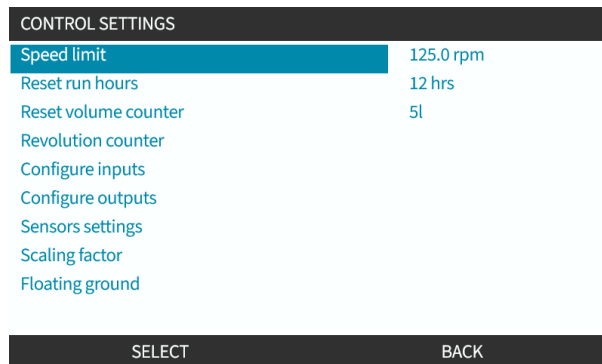 CONTROL SETTINGS
Speed limit 125.0 rpm
Reset run hours 12 hrs
Reset volume counter 5l
Revolution counter
Configure inputs
Configure outputs
Sensors settings
Scaling factor
Floating ground
SELECT BACK